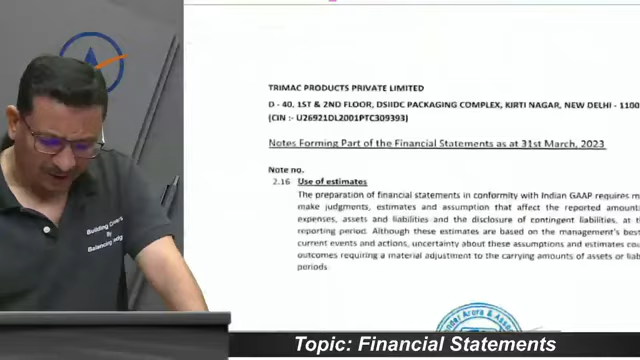 TRIMAC PRODUCTS PRIVATE LIMITED
D - 40, 1ST & 2ND FLOOR, DSIIDC PACKAGING COMPLEX, KIRTI NAGAR, NEW DELHI - 1100
(CIN :- U26921DL2001PTC309393)
Notes Forming Part of the Financial Statements as at 31st March, 2023
Note no.
2.16 Use of estimates
The preparation of financial statements in conformity with Indian GAAP requires m
make judgments, estimates and assumption that affect the reported amount
expenses, assets and liabilities and the disclosure of contingent liabilities, at t
reporting period. Although these estimates are based on the management's best
current events and actions, uncertainty about these assumptions and estimates cou
outcomes requiring a material adjustment to the carrying amounts of assets or liab
periods
Building
By
Balancing
Arora & Ass
Topic: Financial Statements